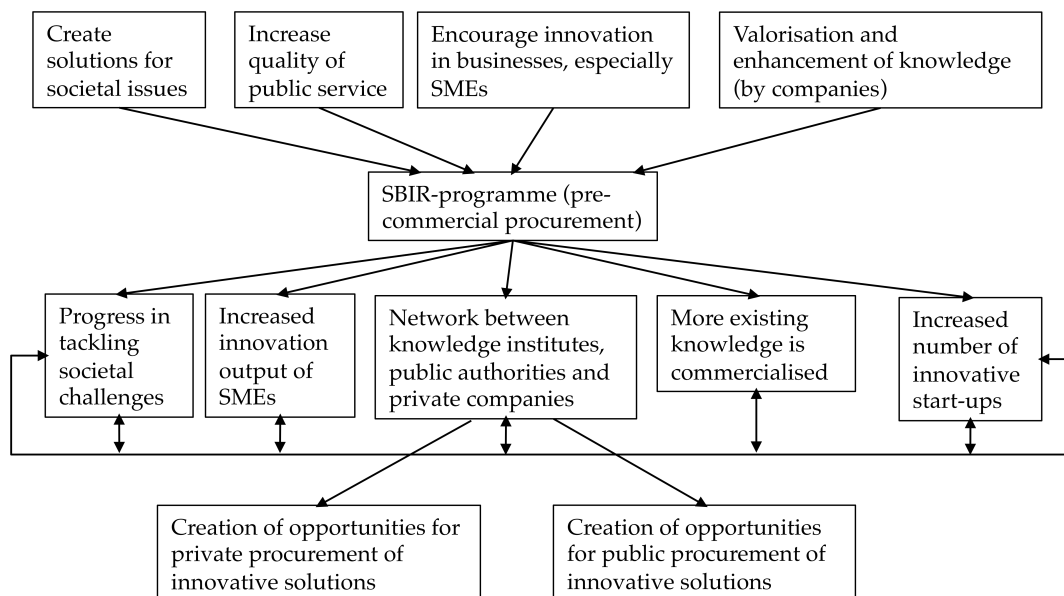 Create
solutions for
societal issues
Increase
quality of
public service
Encourage innovation
in businesses, especially
SMEs
Valorisation and
enhancement of knowledge
(by companies)
SBIR-programme (pre-
commercial procurement)
Progress in
tackling
societal
challenges
Increased
innovation
output of
SMEs
Network between
knowledge institutes,
public authorities and
private companies
More existing
knowledge is
commercialised
Increased
number of
innovative
start-ups
Creation of opportunities for
private procurement of
innovative solutions
Creation of opportunities
for public procurement of
innovative solutions